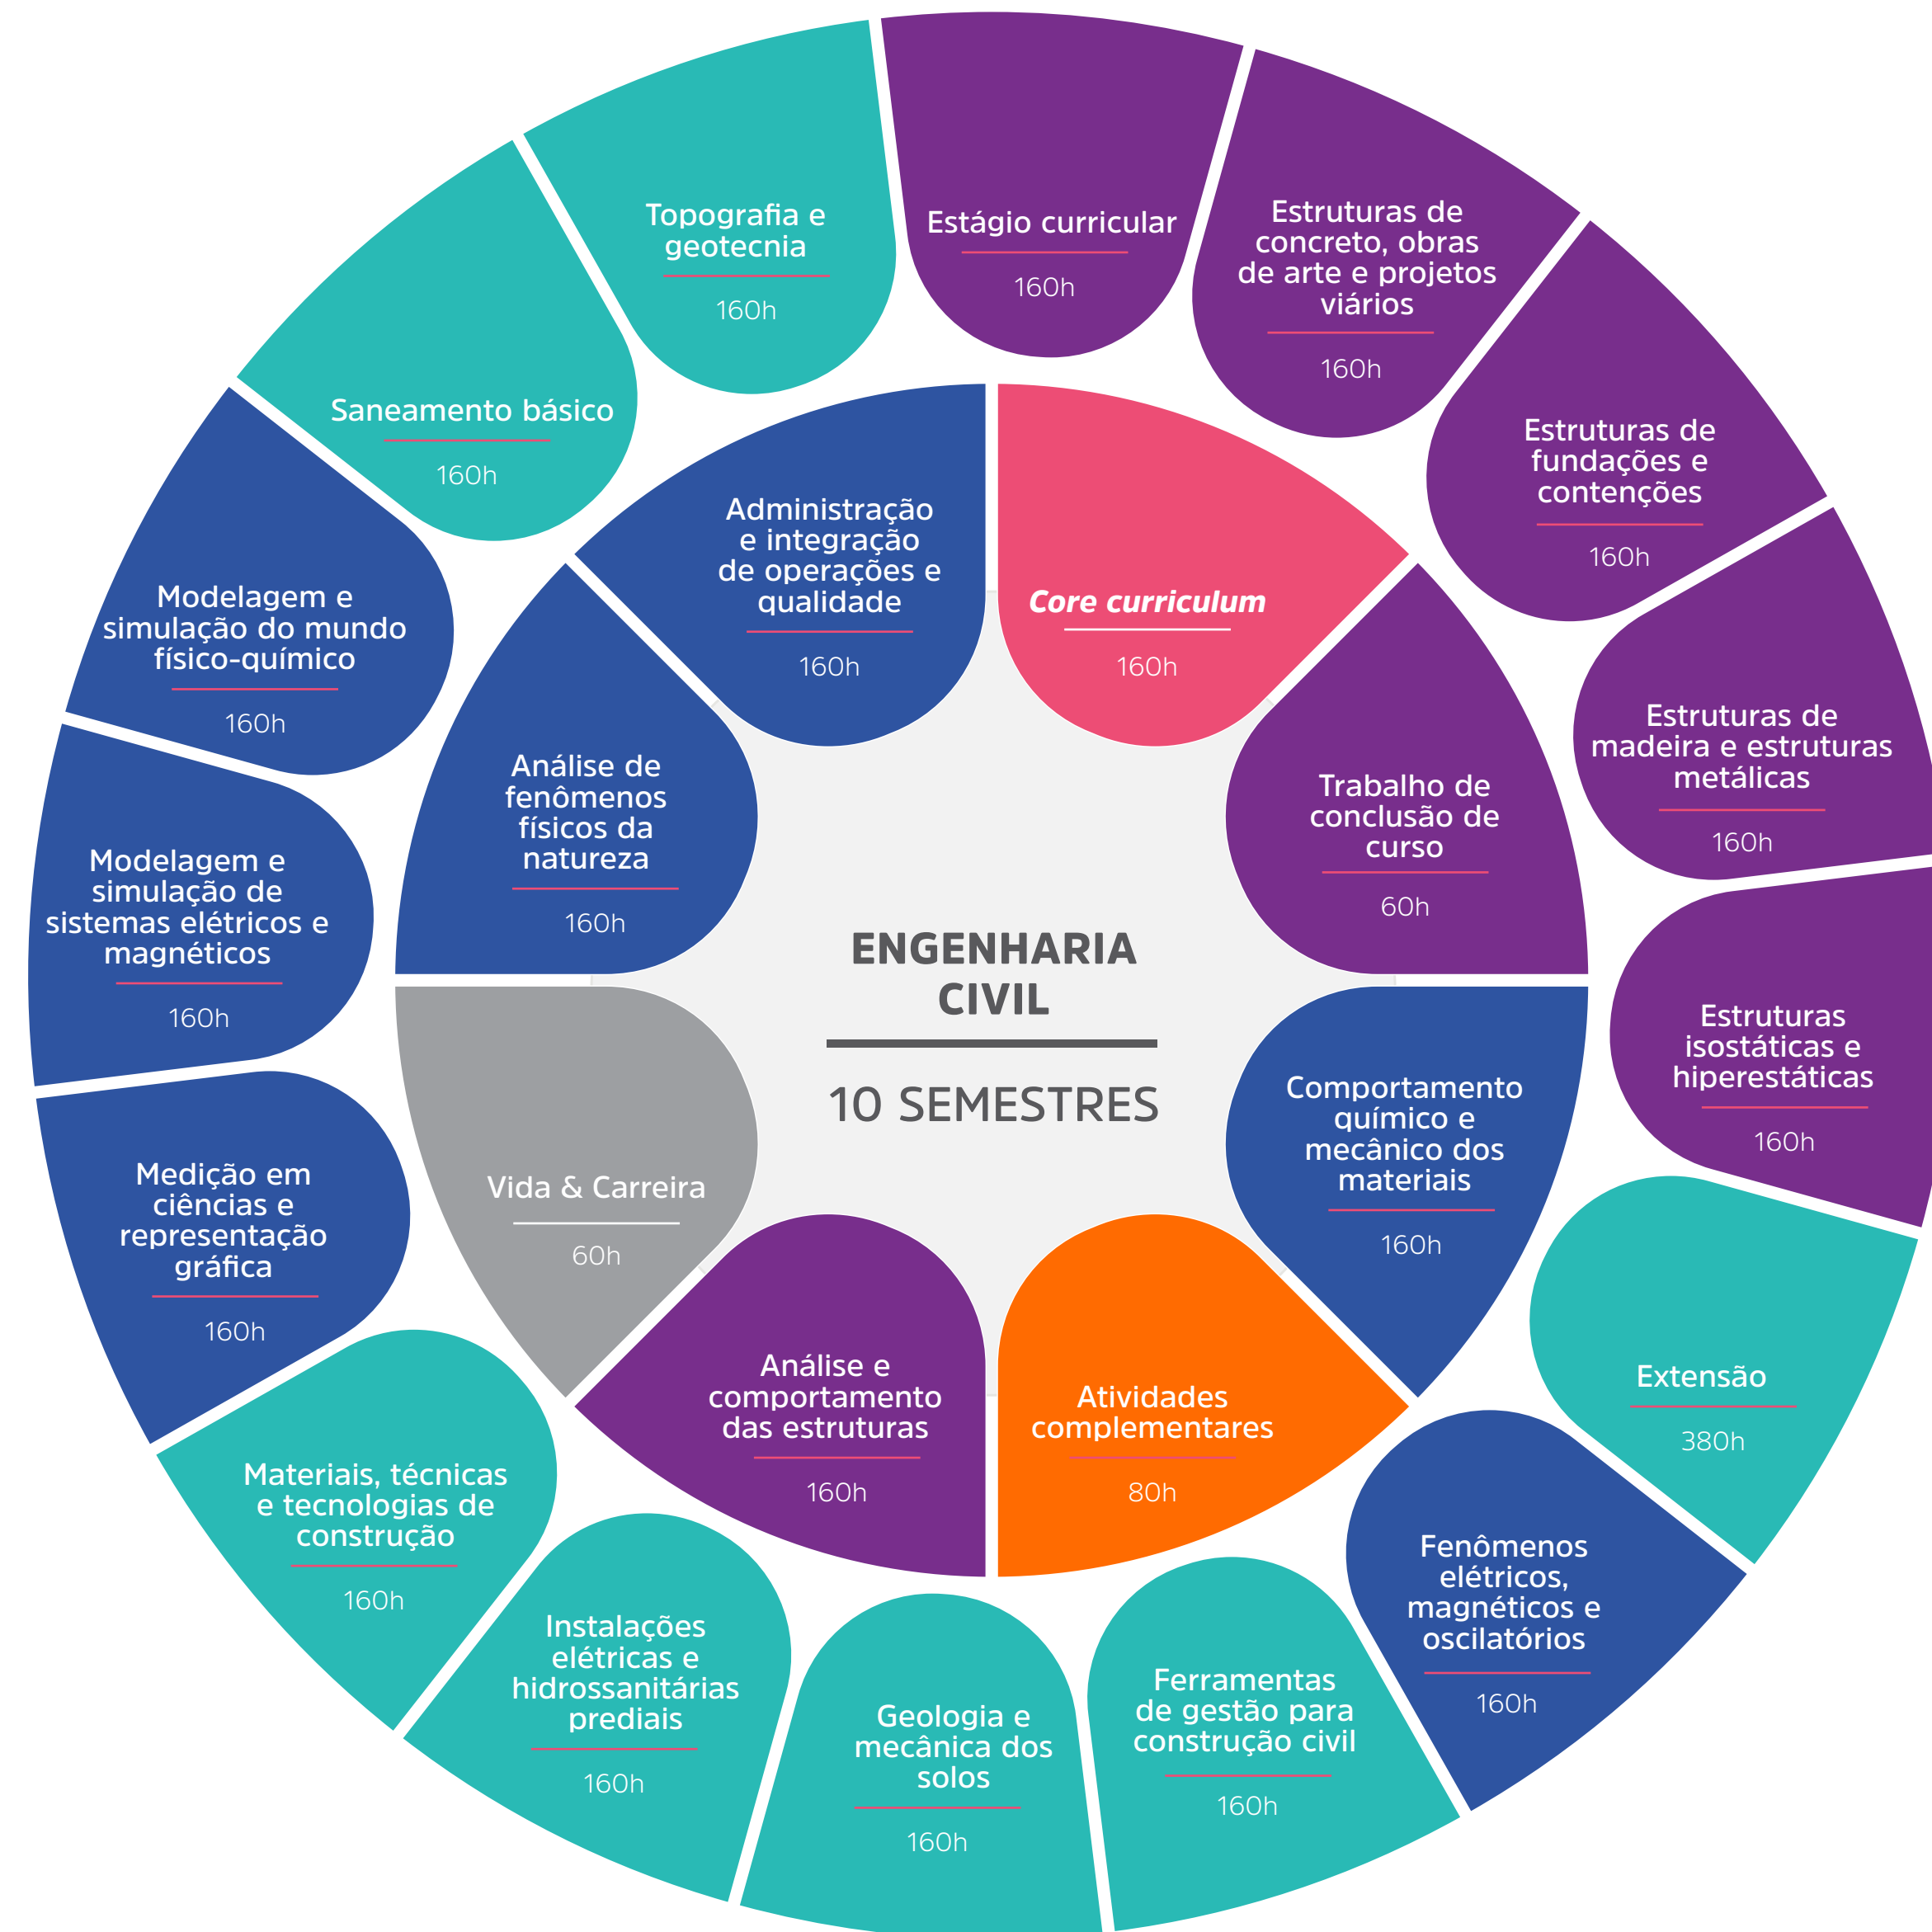 Topografia e
geotecnia
160h
Estágio curricular
160h
Estruturas de
concreto, obras
de arte e projetos
viários
160h
Estruturas de
fundações e
contenções
160h
Estruturas de
madeira e estruturas
metálicas
160h
Estruturas
isostáticas e
hiperestáticas
160h
Extensão
380h
Fenômenos
elétricos,
magnéticos e
oscilatórios
160h
Ferramentas
de gestão para
construção civil
160h
Geologia e
mecânica dos
solos
160h
Instalações
elétricas e
hidrossanitárias
prediais
160h
Materiais, técnicas
e tecnologias de
construção
160h
Medição em
ciências e
representação
gráfica
160h
Modelagem e
simulação de
sistemas elétricos e
magnéticos
160h
Modelagem e
simulação do mundo
físico-químico
160h
Saneamento básico
160h
Administração
e integração
de operações e
qualidade
160h
Core curriculum
160h
Trabalho de
conclusão de
curso
60h
Comportamento
químico e
mecânico dos
materiais
160h
Atividades
complementares
80h
Análise e
comportamento
das estruturas
160h
Vida & Carreira
60h
Análise de
fenômenos
físicos da
natureza
160h
ENGENHARIA
CIVIL
10 SEMESTRES